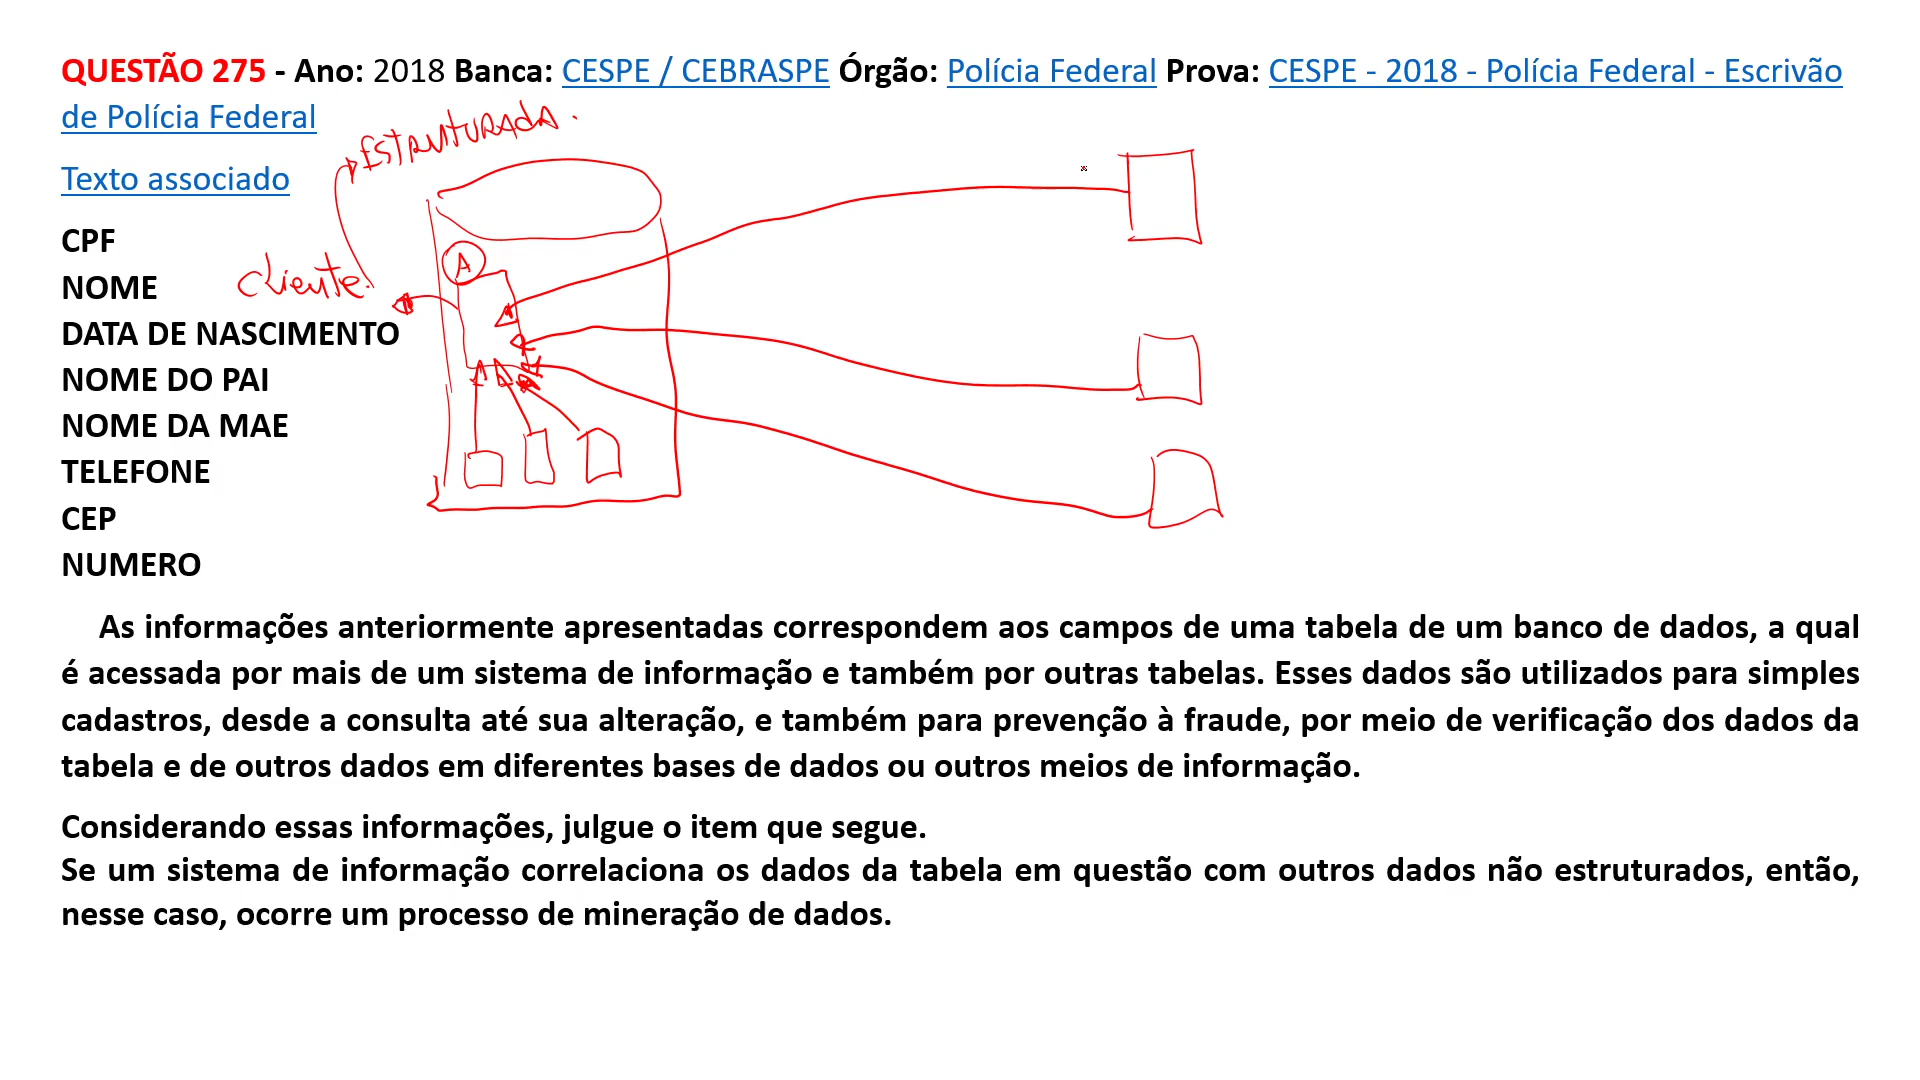 QUESTÃO 275 - Ano: 2018 Banca: CESPE / CEBRASPE Órgão: Polícia Federal Prova: CESPE - 2018 - Polícia Federal - Escrivão
de Polícia Federal
ESTRUTURADA.
Texto associado
CPF
A
NOME
cliente
DATA DE NASCIMENTO
NOME DO PAI
NOME DA MAE
TELEFONE
CEP
NUMERO
As informações anteriormente apresentadas correspondem aos campos de uma tabela de um banco de dados, a qual
é acessada por mais de um sistema de informação e também por outras tabelas. Esses dados são utilizados para simples
cadastros, desde a consulta até sua alteração, e também para prevenção à fraude, por meio de verificação dos dados da
tabela e de outros dados em diferentes bases de dados ou outros meios de informação.
Considerando essas informações, julgue o item que segue.
Se um sistema de informação correlaciona os dados da tabela em questão com outros dados não estruturados, então,
nesse caso, ocorre um processo de mineração de dados.